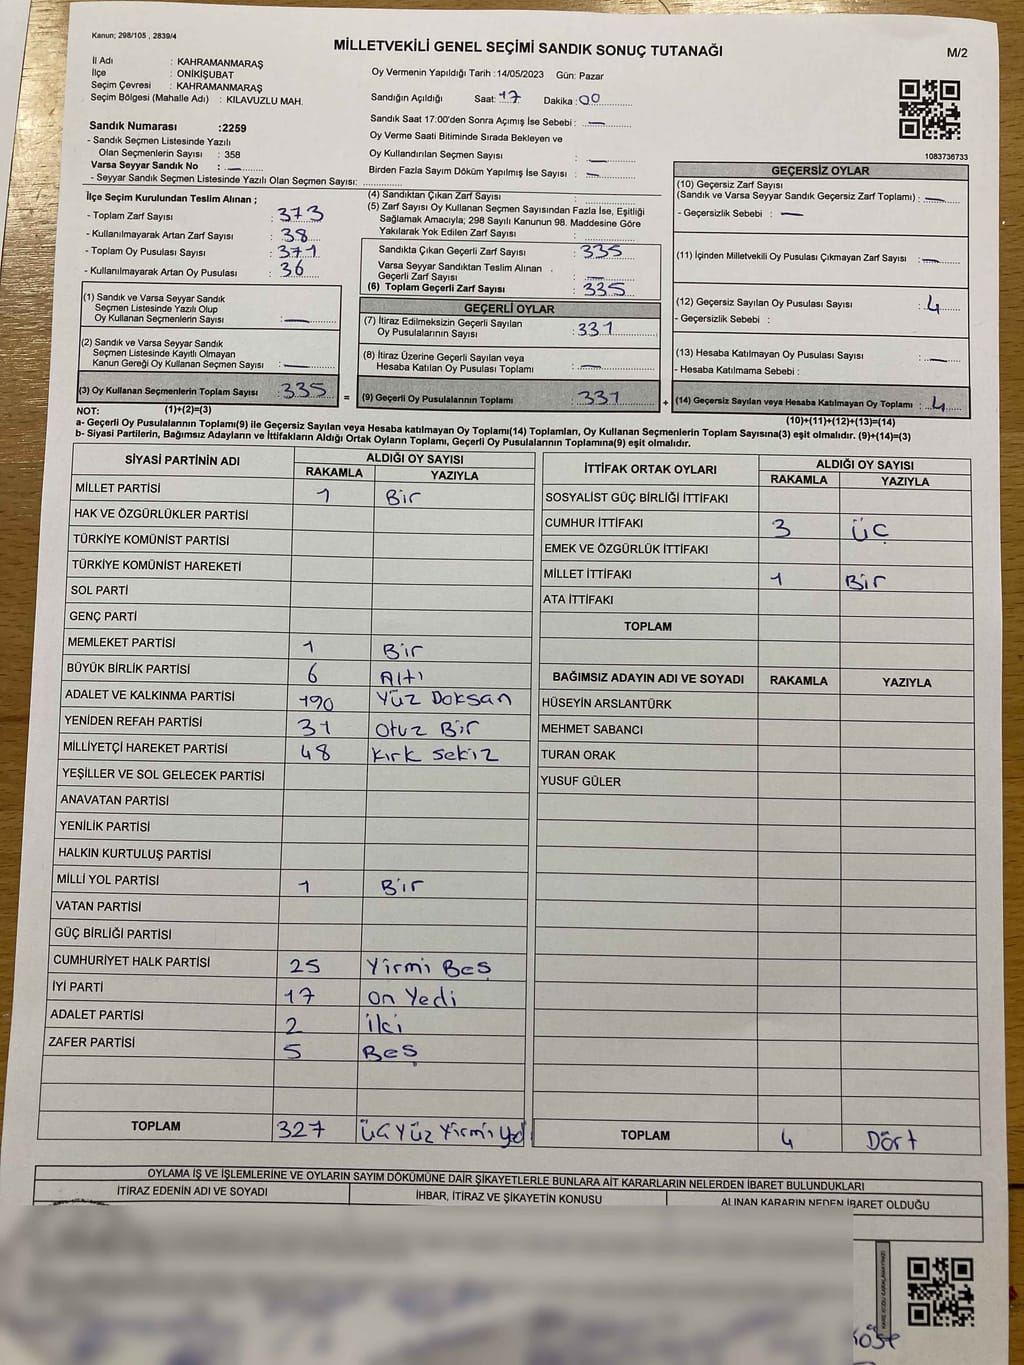 Kanun; 298/105 , 2839/4
MİLLETVEKİLİ GENEL SEÇİMİ SANDIK SONUÇ TUTANAĞI
M/2
İl Adı : KAHRAMANMARAŞ
İlçe : ONİKİŞUBAT
Seçim Çevresi : KAHRAMANMARAŞ
Seçim Bölgesi (Mahalle Adı) : KILAVUZLU MAH.
Oy Vermenin Yapıldığı Tarih :14/05/2023 Gün: Pazar
Sandığın Açıldığı Saat: 17 Dakika : 00
Sandık Saat 17:00'den Sonra Açımış İse Sebebi : —
Oy Verme Saati Bitiminde Sırada Bekleyen ve
Oy Kullandırılan Seçmen Sayısı : —
Birden Fazla Sayım Döküm Yapılmış İse Sayısı : —
Sandık Numarası :2259
- Sandık Seçmen Listesinde Yazılı
Olan Seçmenlerin Sayısı : 358
Varsa Seyyar Sandık No : —
- Seyyar Sandık Seçmen Listesinde Yazılı Olan Seçmen Sayısı:
1083736733
İlçe Seçim Kurulundan Teslim Alınan ;
- Toplam Zarf Sayısı : 373
- Kullanılmayarak Artan Zarf Sayısı : 38
- Toplam Oy Pusulası Sayısı : 371
- Kullanılmayarak Artan Oy Pusulası : 36
(4) Sandıktan Çıkan Zarf Sayısı :
(5) Zarf Sayısı Oy Kullanan Seçmen Sayısından Fazla İse, Eşitliği
Sağlamak Amacıyla; 298 Sayılı Kanunun 98. Maddesine Göre
Yakılarak Yok Edilen Zarf Sayısı :
Sandıkta Çıkan Geçerli Zarf Sayısı : 335
Varsa Seyyar Sandıktan Teslim Alınan
Geçerli Zarf Sayısı : —
(6) Toplam Geçerli Zarf Sayısı : 335
GEÇERSİZ OYLAR
(10) Geçersiz Zarf Sayısı
(Sandık ve Varsa Seyyar Sandık Geçersiz Zarf Toplamı) : —
- Geçersizlik Sebebi : —
(11) İçinden Milletvekili Oy Pusulası Çıkmayan Zarf Sayısı : —
(12) Geçersiz Sayılan Oy Pusulası Sayısı : 4
- Geçersizlik Sebebi :
(13) Hesaba Katılmayan Oy Pusulası Sayısı : —
- Hesaba Katılmama Sebebi :
(14) Geçersiz Sayılan veya Hesaba Katılmayan Oy Toplamı : 4
(10)+(11)+(12)+(13)=(14)
(1) Sandık ve Varsa Seyyar Sandık
Seçmen Listesinde Yazılı Olup
Oy Kullanan Seçmenlerin Sayısı : —
(2) Sandık ve Varsa Seyyar Sandık
Seçmen Listesinde Kayıtlı Olmayan
Kanun Gereği Oy Kullanan Seçmen Sayısı : —
(3) Oy Kullanan Seçmenlerin Toplam Sayısı : 335 =
(1)+(2)=(3)
GEÇERLİ OYLAR
(7) İtiraz Edilmeksizin Geçerli Sayılan
Oy Pusulalarının Sayısı : 331
(8) İtiraz Üzerine Geçerli Sayılan veya
Hesaba Katılan Oy Pusulası Toplamı : —
(9) Geçerli Oy Pusulalarının Toplamı : 331 +
NOT:
a- Geçerli Oy Pusulalarının Toplamı(9) ile Geçersiz Sayılan veya Hesaba katılmayan Oy Toplamı(14) Toplamları, Oy Kullanan Seçmenlerin Toplam Sayısına(3) eşit olmalıdır. (9)+(14)=(3)
b- Siyasi Partilerin, Bağımsız Adayların ve İttifakların Aldığı Ortak Oyların Toplamı, Geçerli Oy Pusulalarının Toplamına(9) eşit olmalıdır.
SİYASİ PARTİNİN ADI ALDIĞI OY SAYISI
RAKAMLA YAZIYLA
MİLLET PARTİSİ 1 Bir
HAK VE ÖZGÜRLÜKLER PARTİSİ
TÜRKİYE KOMÜNİST PARTİSİ
TÜRKİYE KOMÜNİST HAREKETİ
SOL PARTİ
GENÇ PARTİ
MEMLEKET PARTİSİ 1 Bir
BÜYÜK BİRLİK PARTİSİ 6 Altı
ADALET VE KALKINMA PARTİSİ 190 Yüz Doksan
YENİDEN REFAH PARTİSİ 31 Otuz Bir
MİLLİYETÇİ HAREKET PARTİSİ 48 Kırk sekiz
YEŞİLLER VE SOL GELECEK PARTİSİ
ANAVATAN PARTİSİ
YENİLİK PARTİSİ
HALKIN KURTULUŞ PARTİSİ
MİLLİ YOL PARTİSİ 1 Bir
VATAN PARTİSİ
GÜÇ BİRLİĞİ PARTİSİ
CUMHURİYET HALK PARTİSİ 25 Yirmi Beş
İYİ PARTİ 17 on Yedi
ADALET PARTİSİ 2 İki
ZAFER PARTİSİ 5 Beş
TOPLAM 327 üç yüz Yirmi Yedi
İTTİFAK ORTAK OYLARI ALDIĞI OY SAYISI
RAKAMLA YAZIYLA
SOSYALİST GÜÇ BİRLİĞİ İTTİFAKI
CUMHUR İTTİFAKI 3 üç
EMEK VE ÖZGÜRLÜK İTTİFAKI
MİLLET İTTİFAKI 1 Bir
ATA İTTİFAKI
TOPLAM
BAĞIMSIZ ADAYIN ADI VE SOYADI RAKAMLA YAZIYLA
HÜSEYİN ARSLANTÜRK
MEHMET SABANCI
TURAN ORAK
YUSUF GÜLER
TOPLAM 4 Dört
OYLAMA İŞ VE İŞLEMLERİNE VE OYLARIN SAYIM DÖKÜMÜNE DAİR ŞİKAYETLERLE BUNLARA AİT KARARLARIN NELERDEN İBARET BULUNDUKLARI
İTİRAZ EDENİN ADI VE SOYADI İHBAR, İTİRAZ VE ŞİKAYETİN KONUSU ALINAN KARARIN NEDEN İBARET OLDUĞU